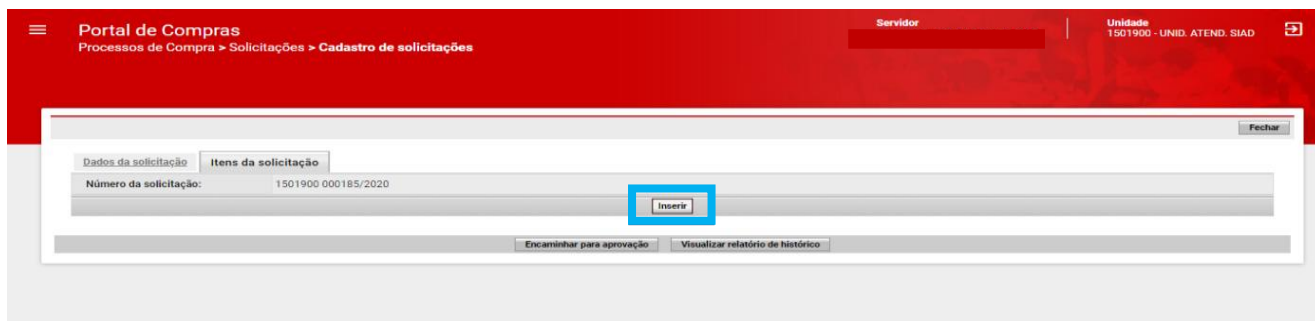 Portal de Compras
Processos de Compra > Solicitações > Cadastro de solicitações
Servidor
Unidade
1501900 - UNID. ATEND. SIAD
Fechar
Dados da solicitação
Itens da solicitação
Número da solicitação: 1501900 000185/2020
Inserir
Encaminhar para aprovação
Visualizar relatório de histórico